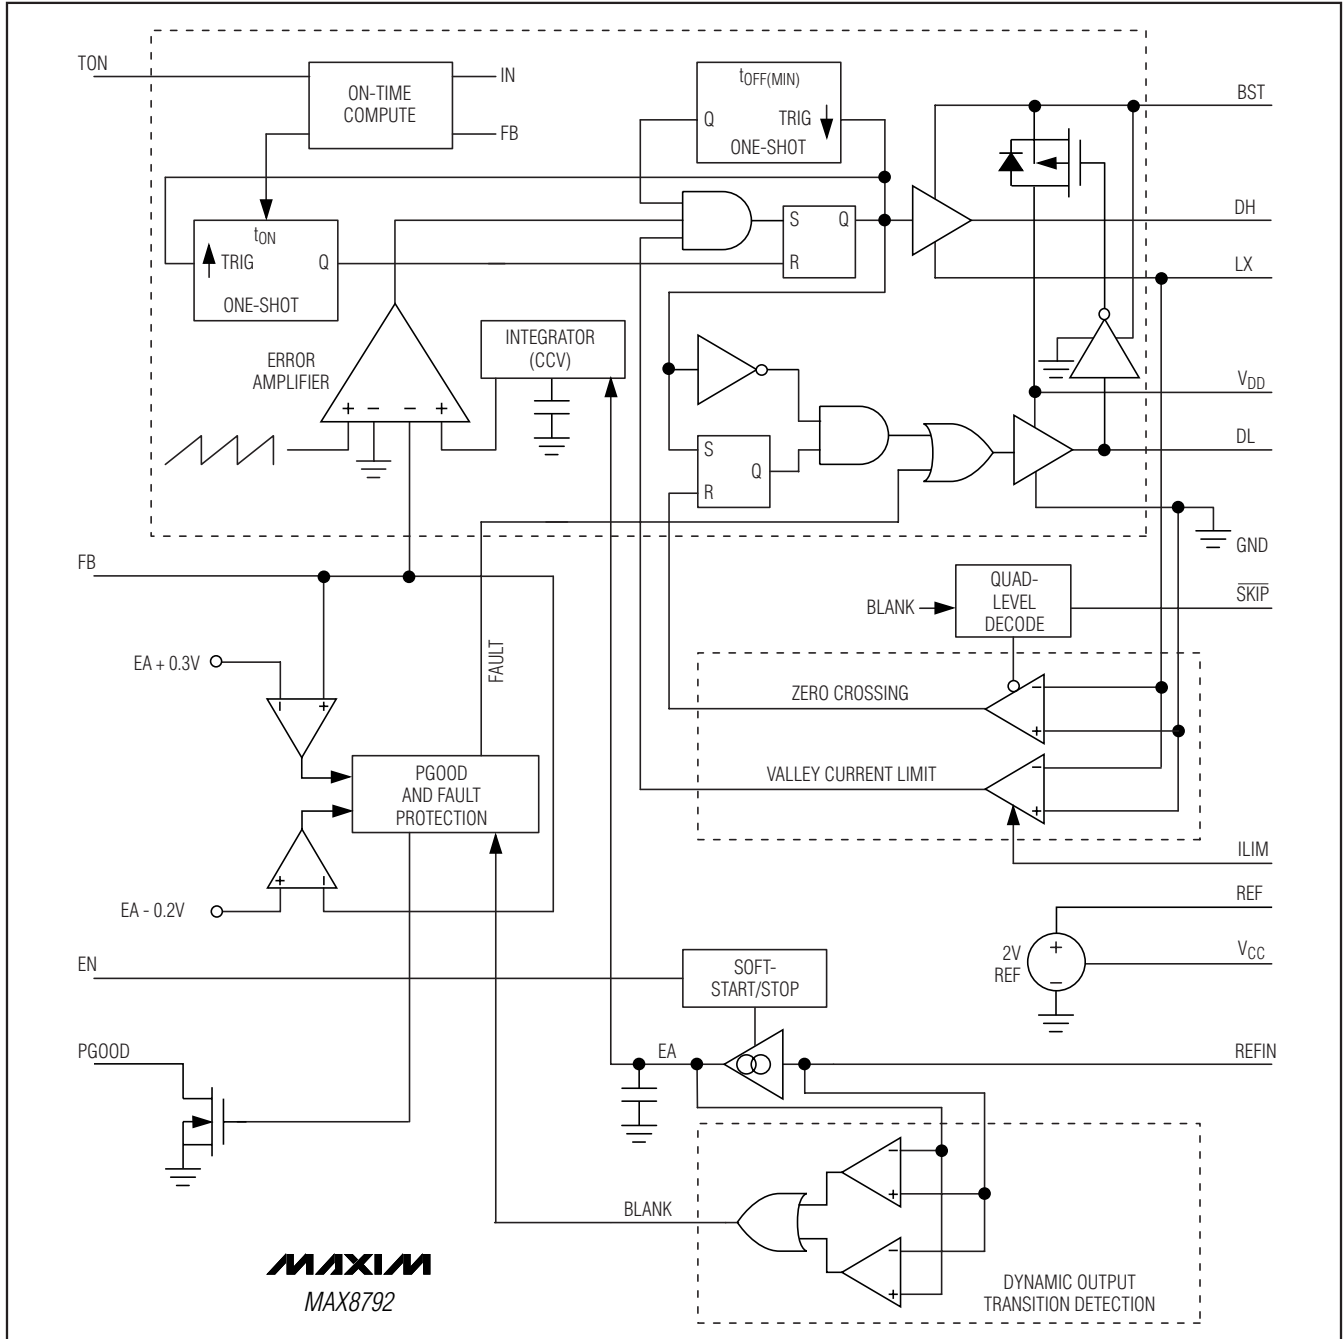 TON
ON-TIME
COMPUTE
IN
FB
tOFF(MIN)
Q TRIG
ONE-SHOT
BST
tON
TRIG Q
ONE-SHOT
S Q
R
DH
LX
ERROR
AMPLIFIER
+ − − +
INTEGRATOR
(CCV)
S
Q
R
VDD
DL
GND
FB
BLANK
QUAD-
LEVEL
DECODE
SKIP
EA + 0.3V
− +
FAULT
ZERO CROSSING
−
+
PGOOD
AND FAULT
PROTECTION
VALLEY CURRENT LIMIT
−
+
ILIM
+ −
EA - 0.2V
REF
2V
REF
+
−
VCC
EN
SOFT-
START/STOP
PGOOD
EA
REFIN
−
+
BLANK
−
+
DYNAMIC OUTPUT
TRANSITION DETECTION
MAXIM
MAX8792